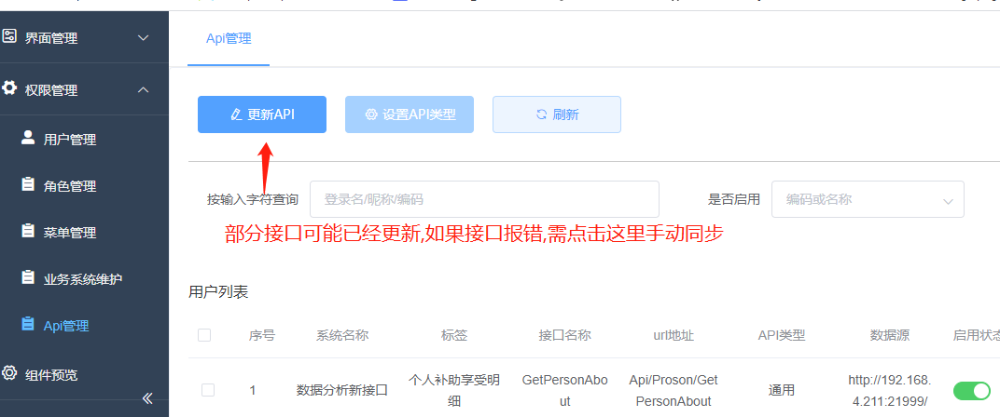 界面管理
权限管理
用户管理
角色管理
菜单管理
业务系统维护
Api管理
组件预览
Api管理
更新API
设置API类型
刷新
按输入字符查询
登录名/昵称/编码
是否启用
编码或名称
部分接口可能已经更新,如果接口报错,需点击这里手动同步
用户列表
序号 系统名称 标签 接口名称 url地址 API类型 数据源 启用状态
1 数据分析新接口 个人补助享受明 GetPersonAbo Api/Proson/Get 通用 http://192.168.
细 ut PersonAbout 4.211:21999/